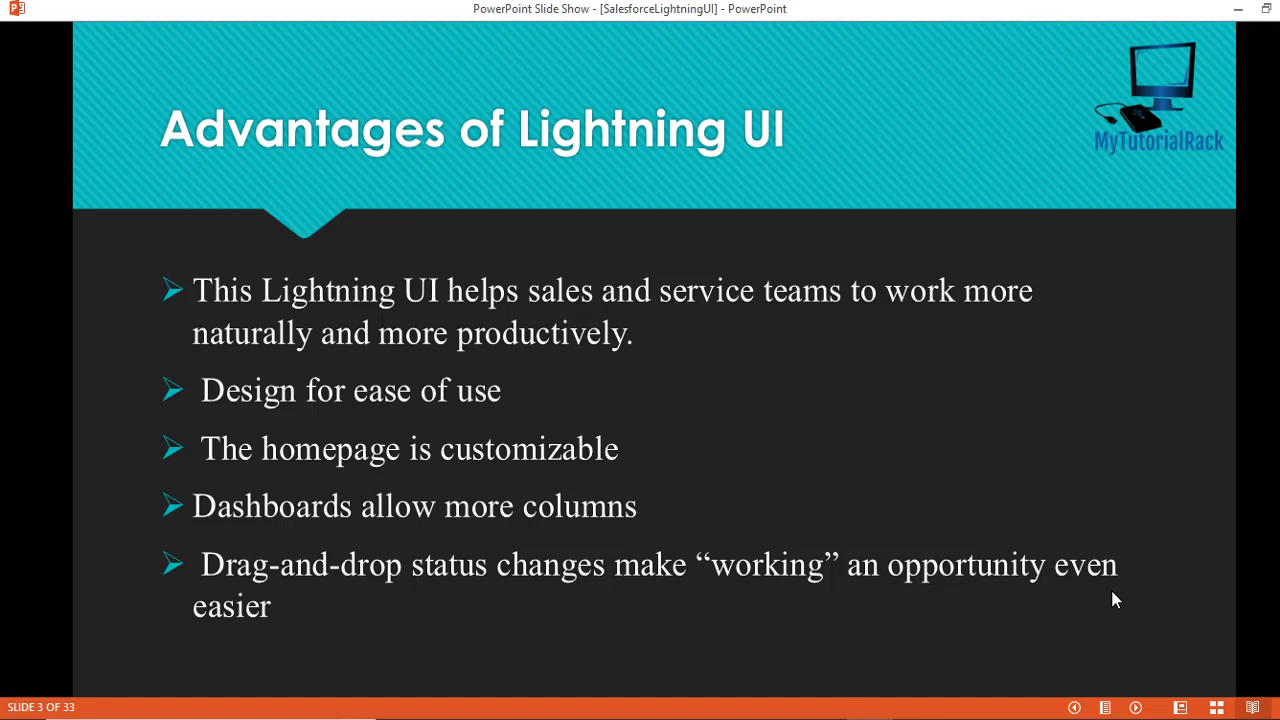 PowerPoint Slide Show - [SalesforceLightningUI] - PowerPoint
Advantages of Lightning UI
MyTutorialRack
This Lightning UI helps sales and service teams to work more
naturally and more productively.
Design for ease of use
The homepage is customizable
Dashboards allow more columns
Drag-and-drop status changes make “working” an opportunity even
easier
SLIDE 3 OF 33